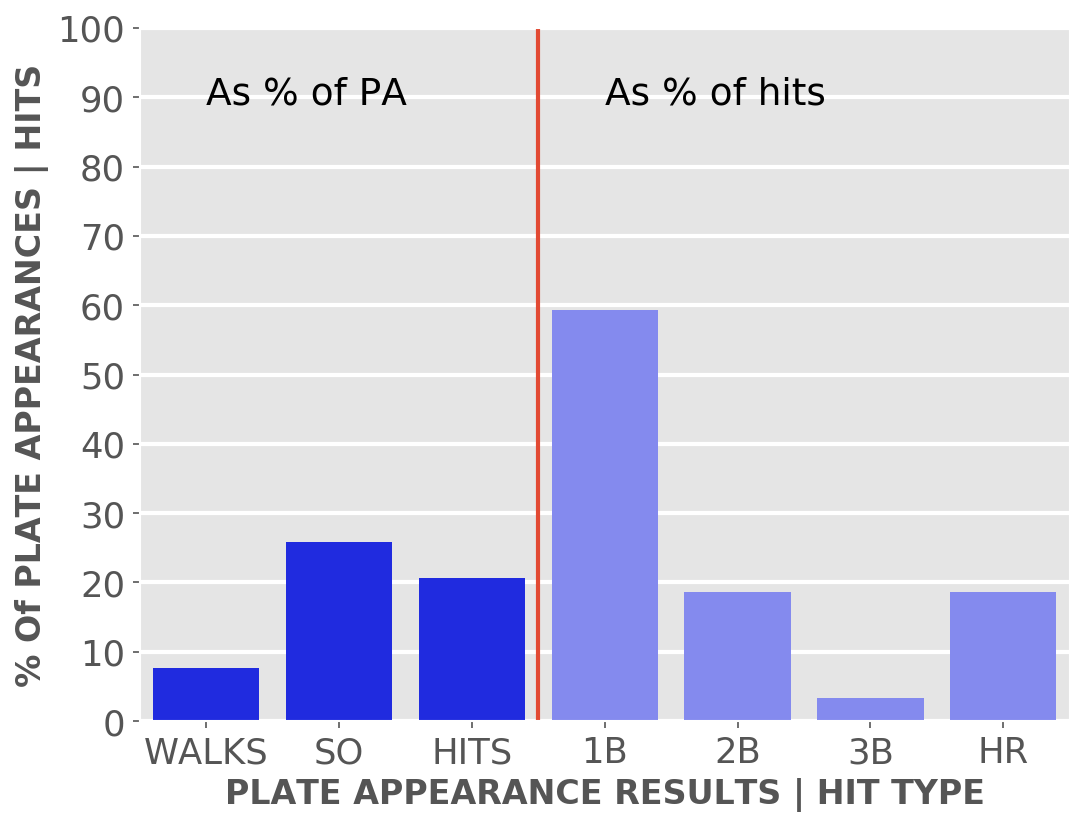 100
90
80
70
60
50
40
30
20
10
0
% Of PLATE APPEARANCES | HITS
As % of PA
As % of hits
WALKS SO HITS 1B 2B 3B HR
PLATE APPEARANCE RESULTS | HIT TYPE